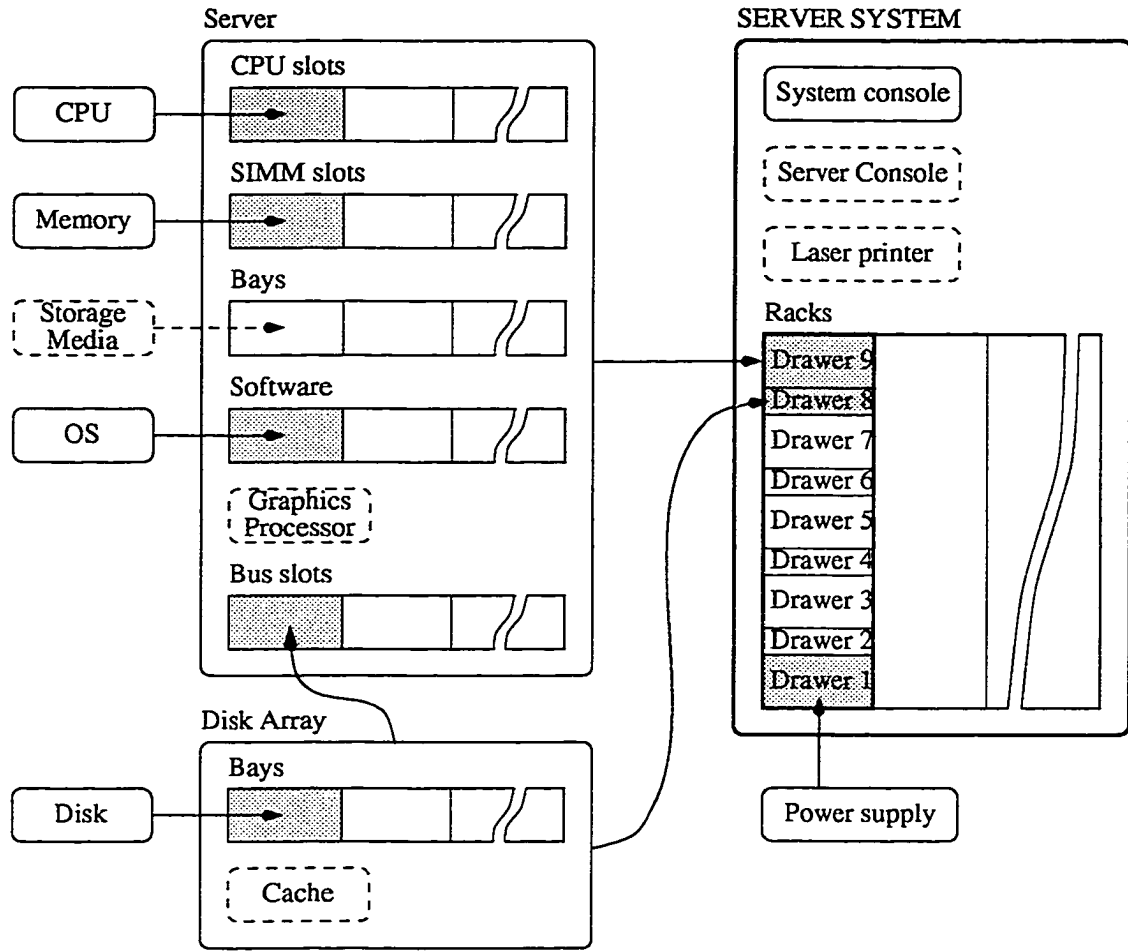 Server
CPU slots
CPU
SIMM slots
Memory
Bays
Storage
Media
Software
OS
Graphics
Processor
Bus slots
Disk Array
Bays
Disk
Cache
SERVER SYSTEM
System console
Server Console
Laser printer
Racks
Drawer 9
Drawer 8
Drawer 7
Drawer 6
Drawer 5
Drawer 4
Drawer 3
Drawer 2
Drawer 1
Power supply